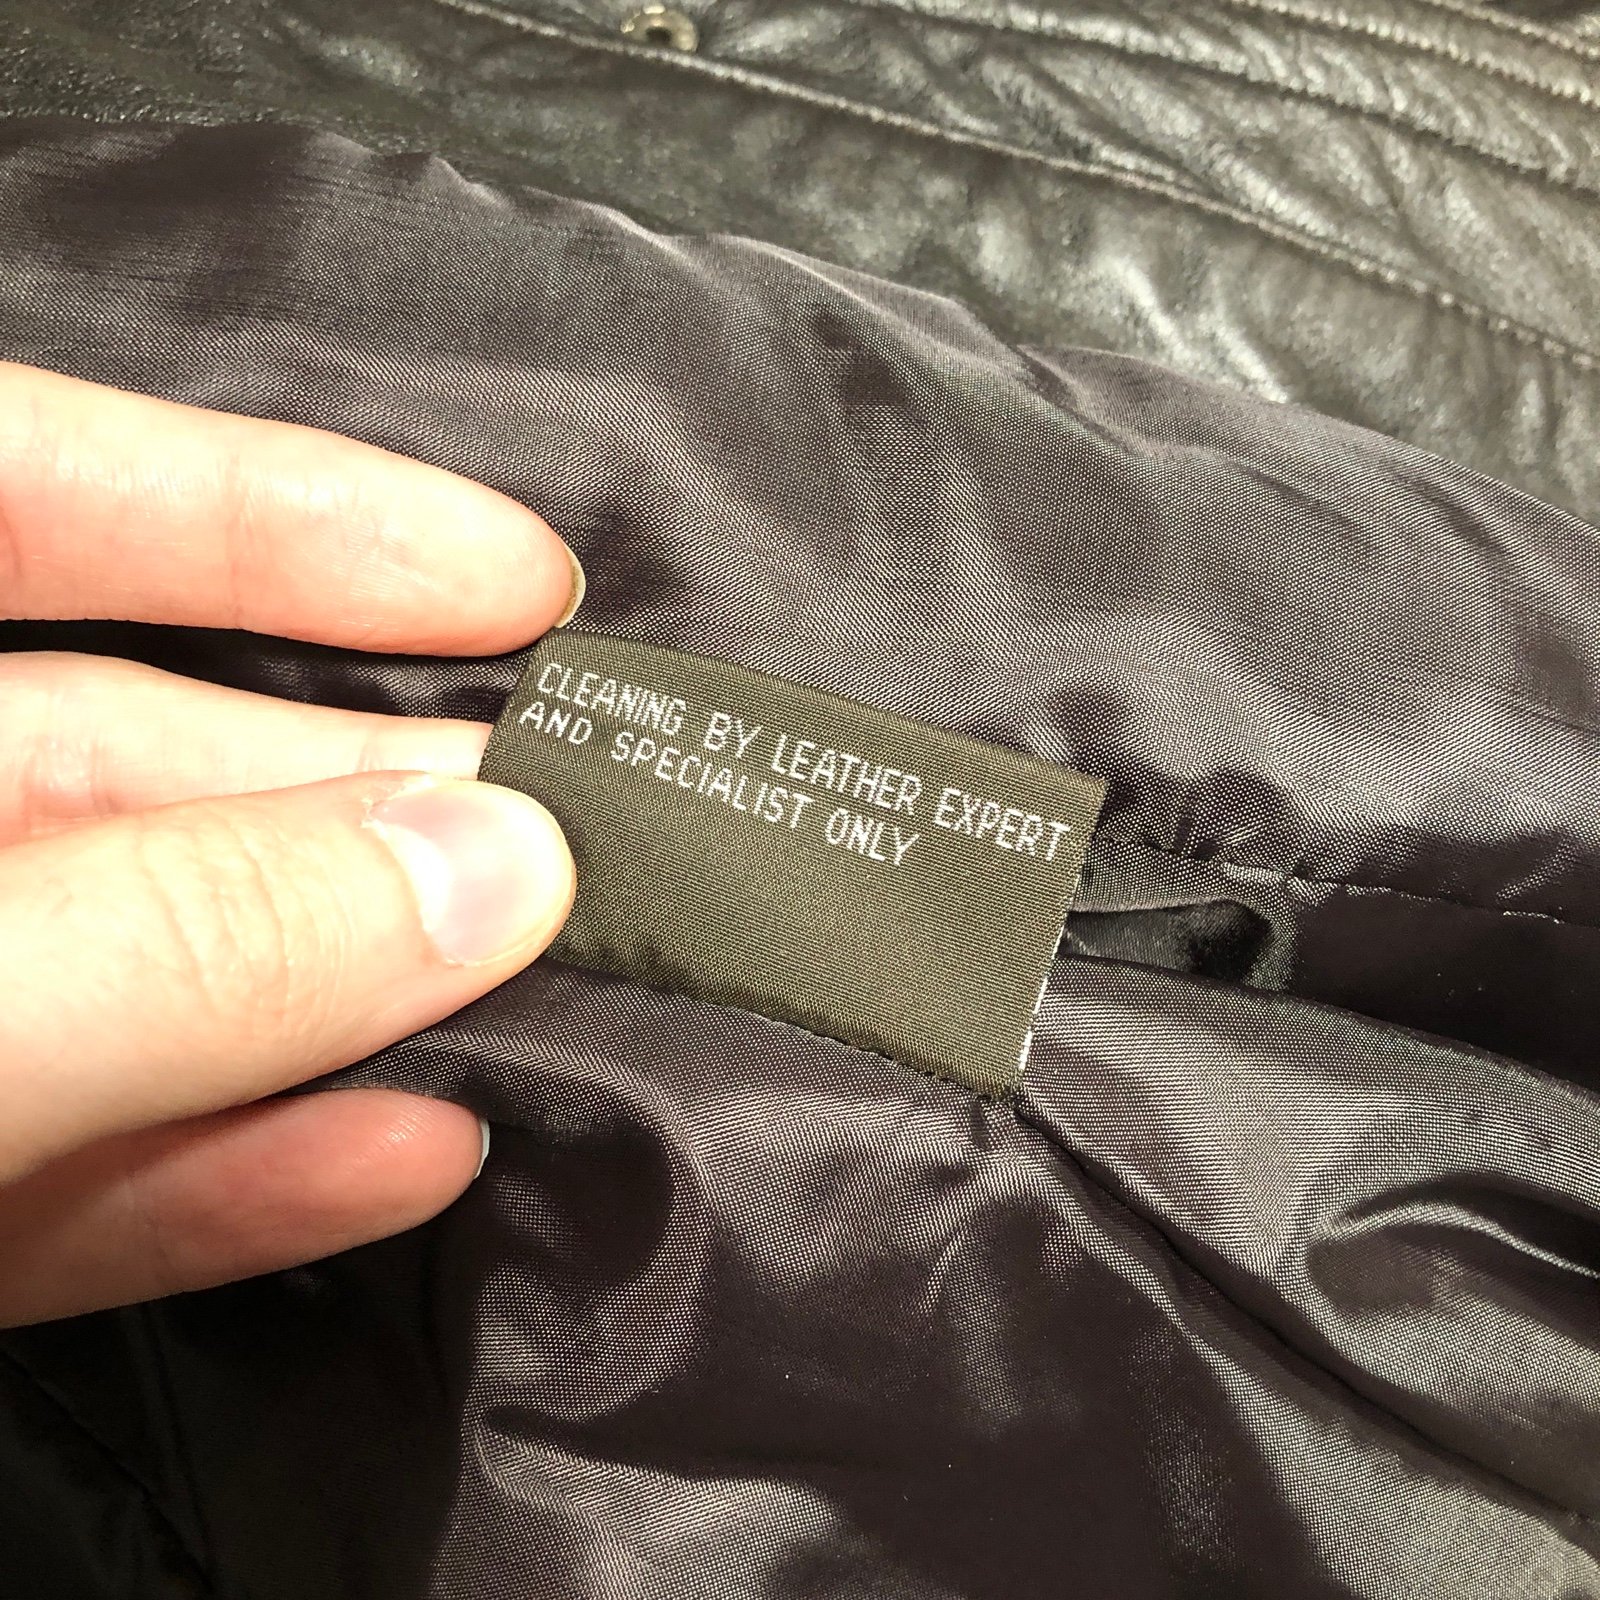 CLEANING BY LEATHER EXPERT
AND SPECIALIST ONLY